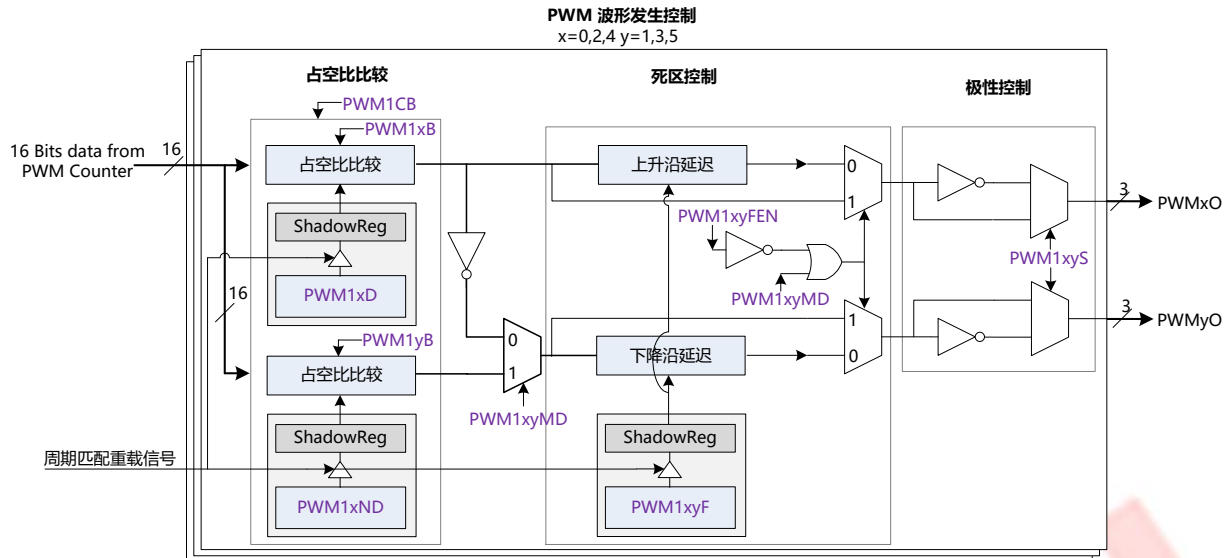 PWM 波形发生控制
x=0,2,4 y=1,3,5
占空比比较
死区控制
极性控制
PWM1CB
PWM1xB
16 Bits data from
PWM Counter
16
占空比比较
上升沿延迟
0
1
3
PWMxO
ShadowReg
PWM1xD
PWM1xyFEN
PWM1xyMD
PWM1xyS
16
PWM1yB
占空比比较
0
1
PWM1xyMD
下降沿延迟
1
0
3
PWMyO
ShadowReg
ShadowReg
周期匹配重载信号
PWM1xND
PWM1xyF